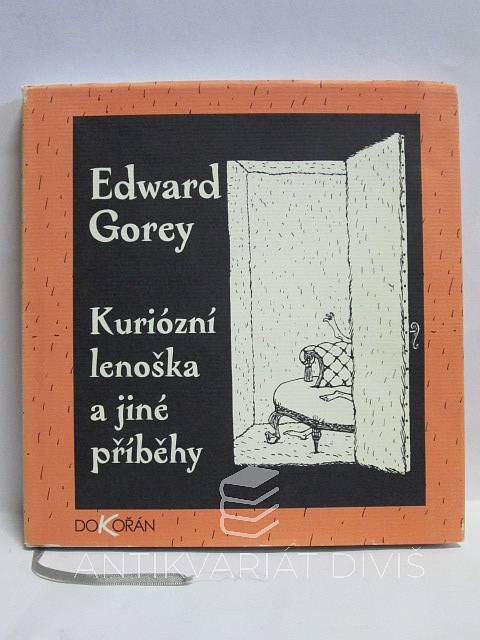 Edward
Gorey
Kuriózní
lenoška
a jiné
příběhy
DOKOŘÁN
ANTIKVARIÁT DIVIŠ